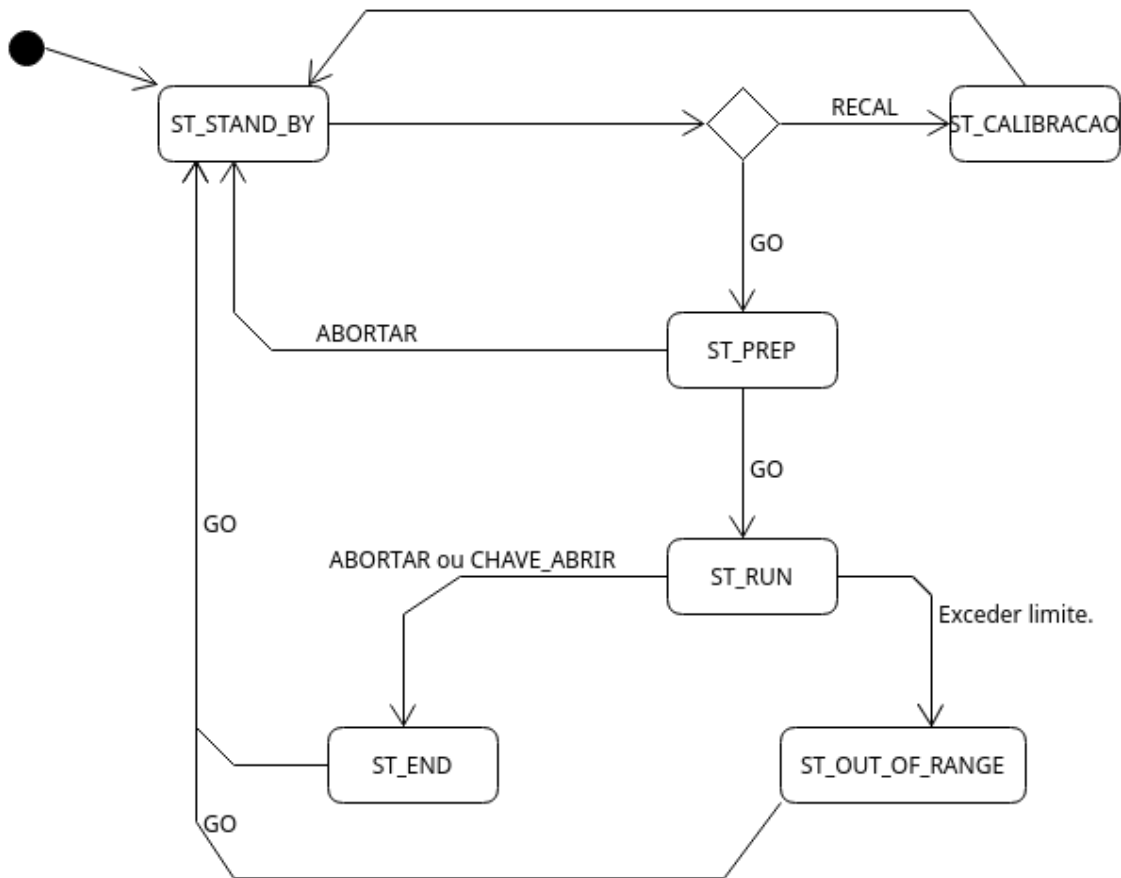 RECAL
ST_STAND_BY
ST_CALIBRACAO
GO
ABORTAR
ST_PREP
GO
GO
ABORTAR ou CHAVE_ABRIR
ST_RUN
Exceder limite.
ST_END
ST_OUT_OF_RANGE
GO